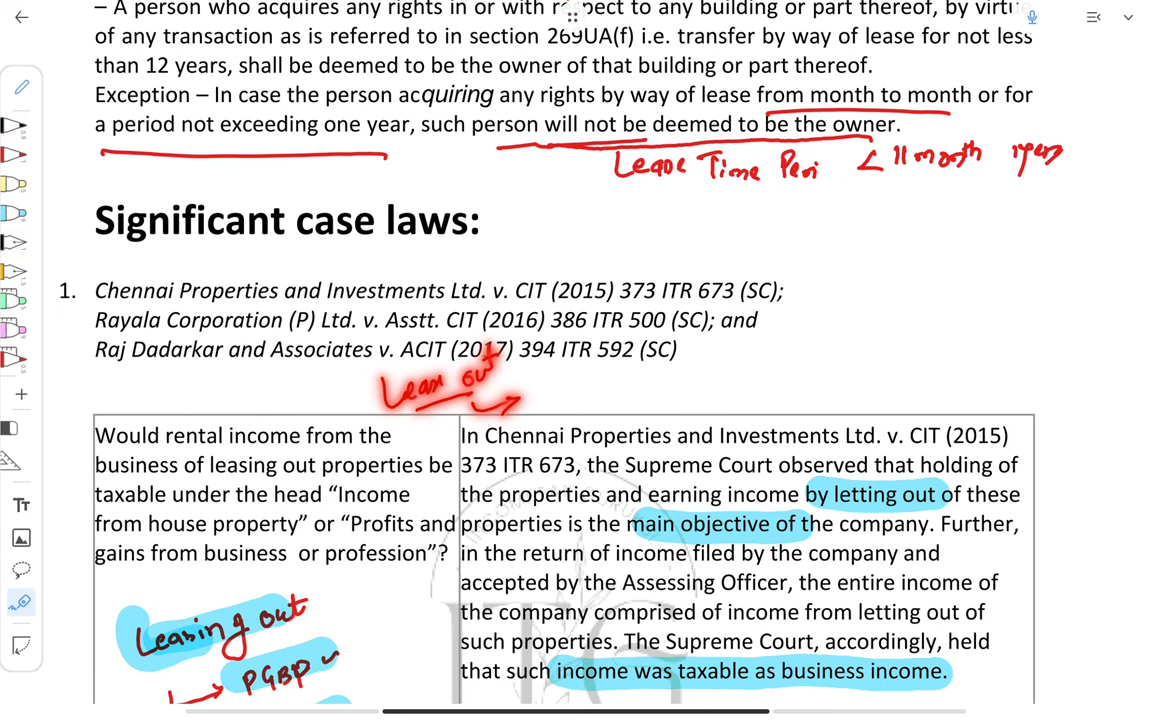 – A person who acquires any rights in or with respect to any building or part thereof, by virtue
of any transaction as is referred to in section 269UA(f) i.e. transfer by way of lease for not less
than 12 years, shall be deemed to be the owner of that building or part thereof.
Exception – In case the person acquiring any rights by way of lease from month to month or for
a period not exceeding one year, such person will not be deemed to be the owner.
Lease Time Peri < 11 month 1year
Significant case laws:
1. Chennai Properties and Investments Ltd. v. CIT (2015) 373 ITR 673 (SC);
Rayala Corporation (P) Ltd. v. Asstt. CIT (2016) 386 ITR 500 (SC); and
Raj Dadarkar and Associates v. ACIT (2017) 394 ITR 592 (SC)
Lease out
Would rental income from the
business of leasing out properties be
taxable under the head “Income
from house property” or “Profits and
gains from business or profession”?
Leasing out
PGBP
In Chennai Properties and Investments Ltd. v. CIT (2015)
373 ITR 673, the Supreme Court observed that holding of
the properties and earning income by letting out of these
properties is the main objective of the company. Further,
in the return of income filed by the company and
accepted by the Assessing Officer, the entire income of
the company comprised of income from letting out of
such properties. The Supreme Court, accordingly, held
that such income was taxable as business income.